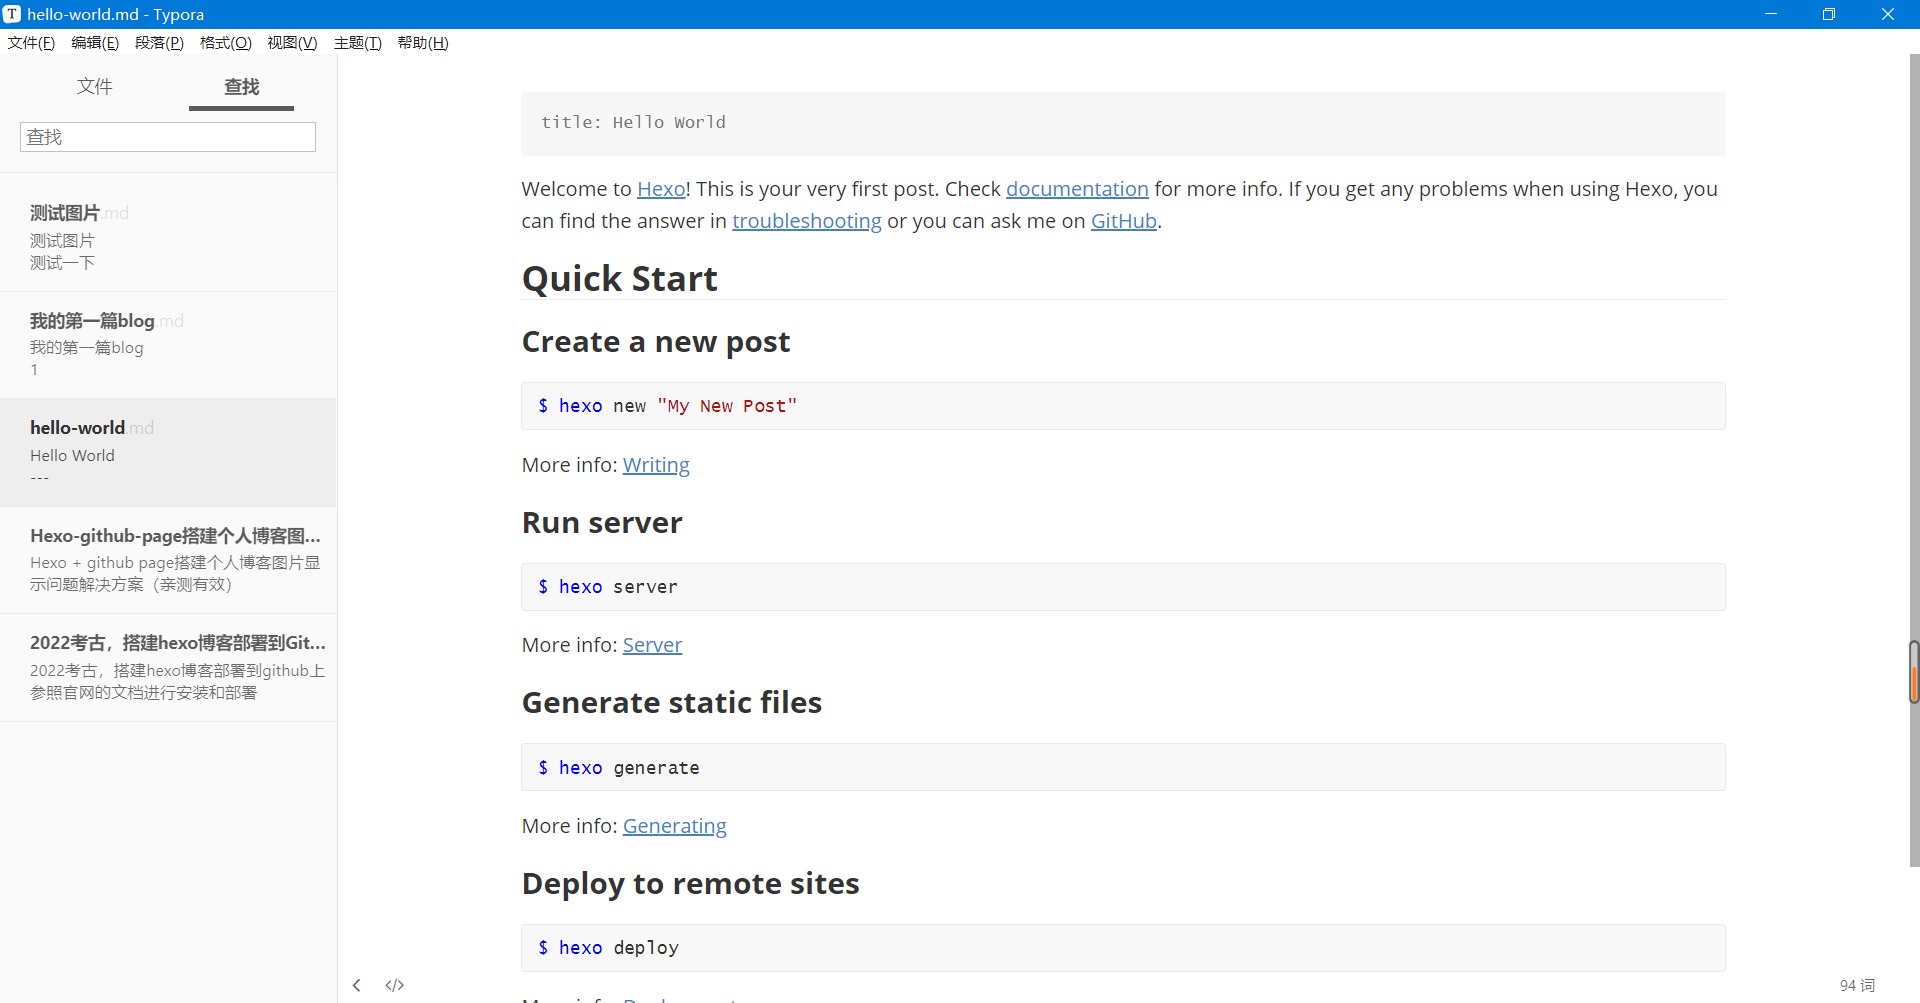 hello-world.md - Typora
文件(F) 编辑(E) 段落(P) 格式(O) 视图(V) 主题(T) 帮助(H)
文件 查找
查找
测试图片.md
测试图片
测试一下
我的第一篇blog.md
我的第一篇blog
1
hello-world.md
Hello World
---
Hexo-github-page搭建个人博客图...
Hexo + github page搭建个人博客图片显
示问题解决方案（亲测有效）
2022考古，搭建hexo博客部署到Git...
2022考古，搭建hexo博客部署到github上
参照官网的文档进行安装和部署
title: Hello World
Welcome to Hexo! This is your very first post. Check documentation for more info. If you get any problems when using Hexo, you
can find the answer in troubleshooting or you can ask me on GitHub.
Quick Start
Create a new post
$ hexo new "My New Post"
More info: Writing
Run server
$ hexo server
More info: Server
Generate static files
$ hexo generate
More info: Generating
Deploy to remote sites
$ hexo deploy
</> 94 词